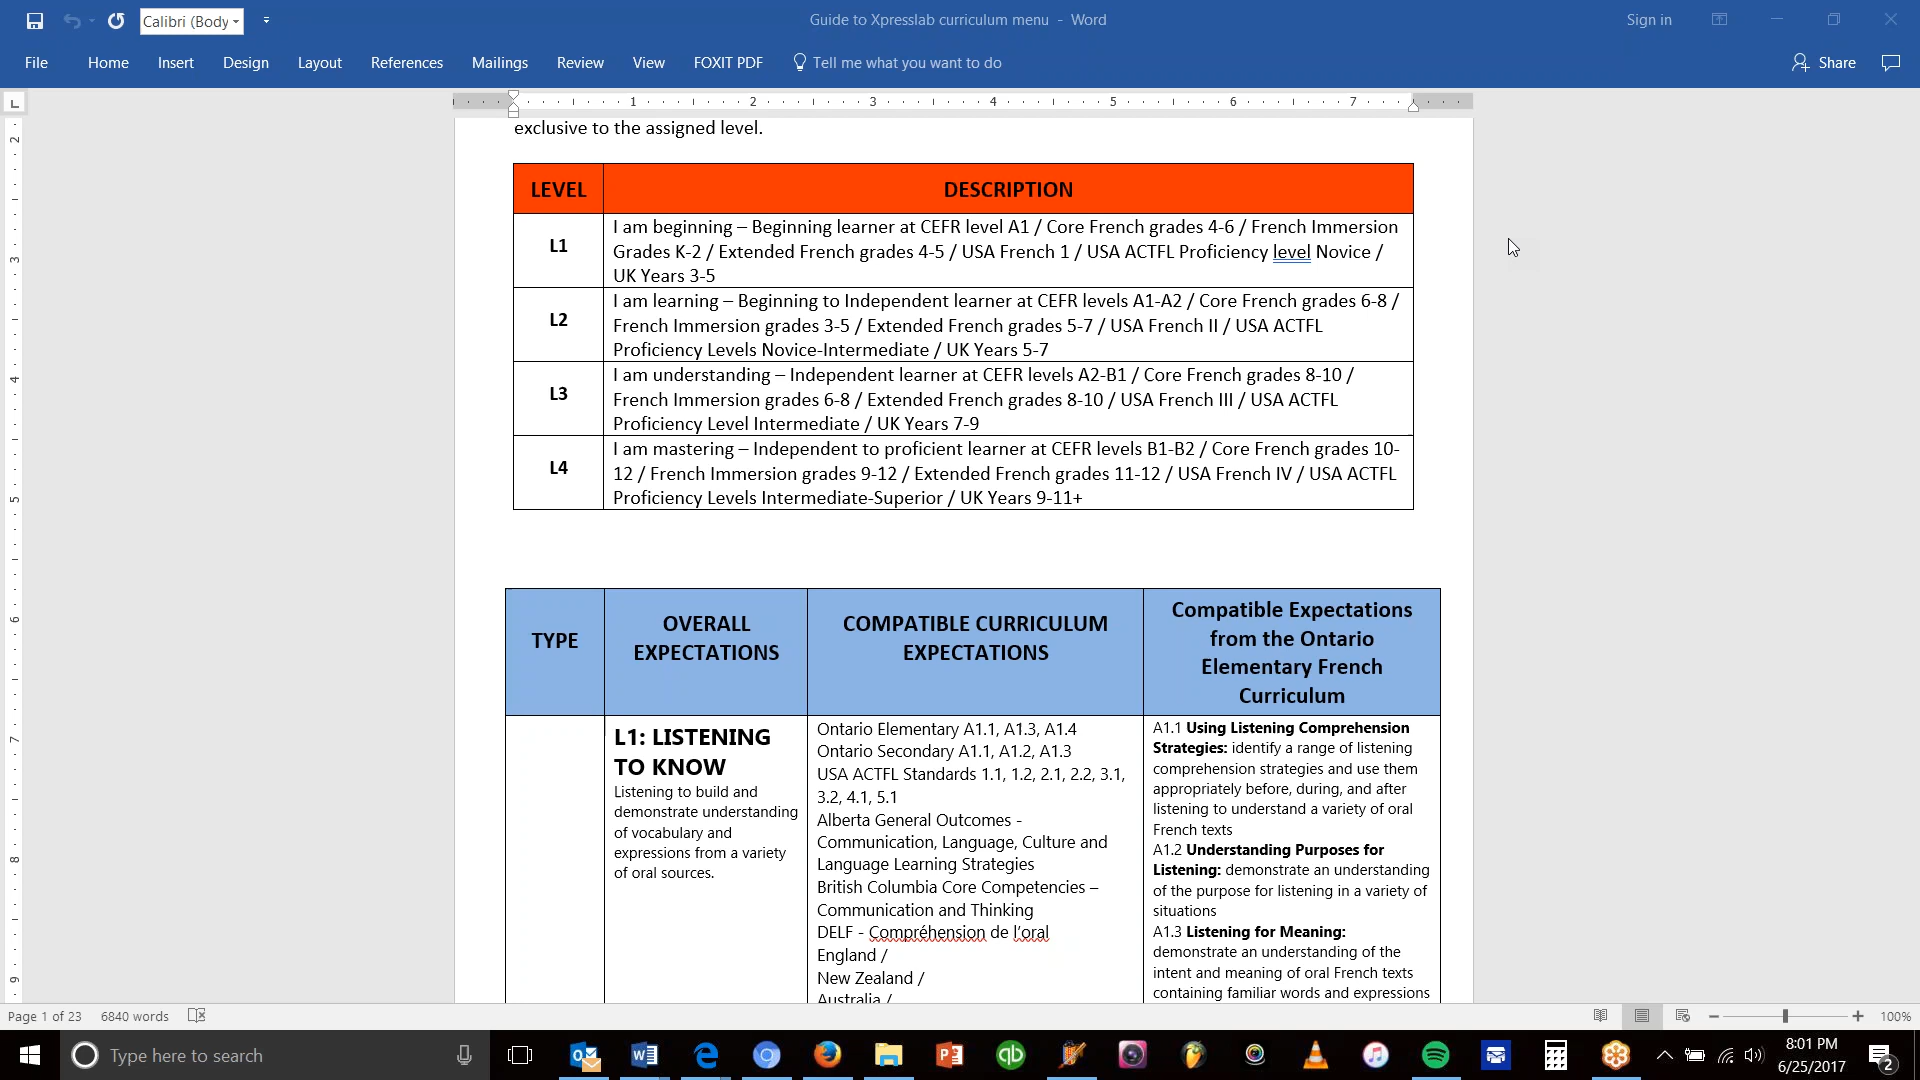 Calibri (Body
Guide to Xpresslab curriculum menu - Word
Sign in
File Home Insert Design Layout References Mailings Review View FOXIT PDF Tell me what you want to do Share
L
1 2 3 4 5 6 7
exclusive to the assigned level.
LEVEL DESCRIPTION
L1
I am beginning – Beginning learner at CEFR level A1 / Core French grades 4-6 / French Immersion
Grades K-2 / Extended French grades 4-5 / USA French 1 / USA ACTFL Proficiency level Novice /
UK Years 3-5
L2
I am learning – Beginning to Independent learner at CEFR levels A1-A2 / Core French grades 6-8 /
French Immersion grades 3-5 / Extended French grades 5-7 / USA French II / USA ACTFL
Proficiency Levels Novice-Intermediate / UK Years 5-7
L3
I am understanding – Independent learner at CEFR levels A2-B1 / Core French grades 8-10 /
French Immersion grades 6-8 / Extended French grades 8-10 / USA French III / USA ACTFL
Proficiency Level Intermediate / UK Years 7-9
L4
I am mastering – Independent to proficient learner at CEFR levels B1-B2 / Core French grades 10-
12 / French Immersion grades 9-12 / Extended French grades 11-12 / USA French IV / USA ACTFL
Proficiency Levels Intermediate-Superior / UK Years 9-11+
TYPE
OVERALL
EXPECTATIONS
COMPATIBLE CURRICULUM
EXPECTATIONS
Compatible Expectations
from the Ontario
Elementary French
Curriculum
L1: LISTENING
TO KNOW
Listening to build and
demonstrate understanding
of vocabulary and
expressions from a variety
of oral sources.
Ontario Elementary A1.1, A1.3, A1.4
Ontario Secondary A1.1, A1.2, A1.3
USA ACTFL Standards 1.1, 1.2, 2.1, 2.2, 3.1,
3.2, 4.1, 5.1
Alberta General Outcomes -
Communication, Language, Culture and
Language Learning Strategies
British Columbia Core Competencies –
Communication and Thinking
DELF - Compréhension de l’oral
England /
New Zealand /
Australia /
A1.1 Using Listening Comprehension
Strategies: identify a range of listening
comprehension strategies and use them
appropriately before, during, and after
listening to understand a variety of oral
French texts
A1.2 Understanding Purposes for
Listening: demonstrate an understanding
of the purpose for listening in a variety of
situations
A1.3 Listening for Meaning:
demonstrate an understanding of the
intent and meaning of oral French texts
containing familiar words and expressions
2
3
4
5
6
7
8
9
Page 1 of 23 6840 words 100%
Type here to search
8:01 PM
6/25/2017
2